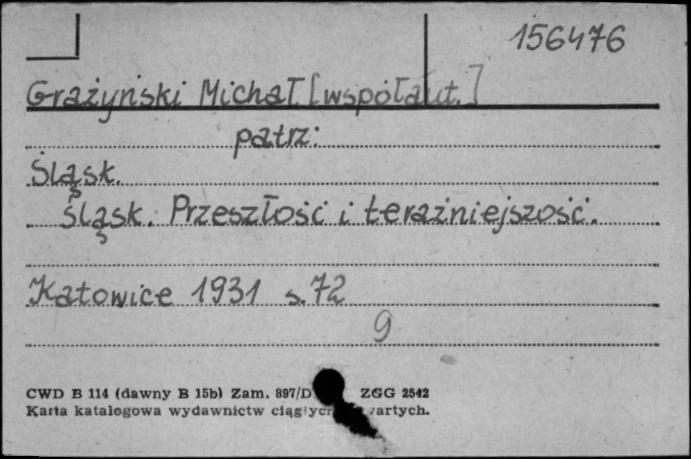 156476
Grażyński Michał [współaut.]
patrz:
Śląsk.
Śląsk. Przeszłość i teraźniejszość.
Katowice 1931 s. 72
9
CWD B 114 (dawny B 15b) Zam. 897/D ZGG 2542
Karta katalogowa wydawnictw